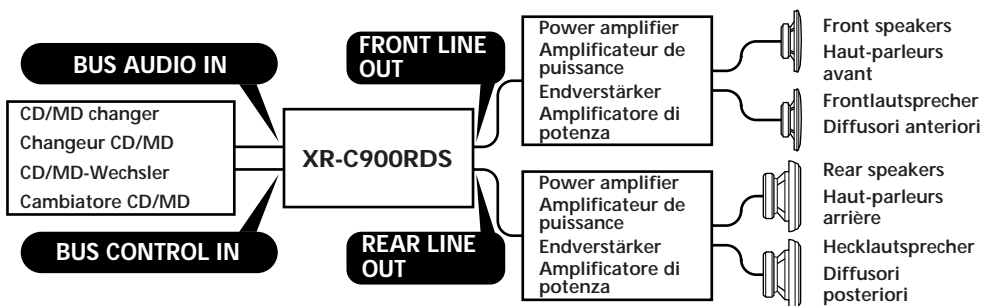 BUS AUDIO IN
CD/MD changer
Changeur CD/MD
CD/MD-Wechsler
Cambiatore CD/MD
BUS CONTROL IN
XR-C900RDS
FRONT LINE
OUT
REAR LINE
OUT
Power amplifier
Amplificateur de
puissance
Endverstärker
Amplificatore di
potenza
Power amplifier
Amplificateur de
puissance
Endverstärker
Amplificatore di
potenza
Front speakers
Haut-parleurs
avant
Frontlautsprecher
Diffusori anteriori
Rear speakers
Haut-parleurs
arrière
Hecklautsprecher
Diffusori
posteriori